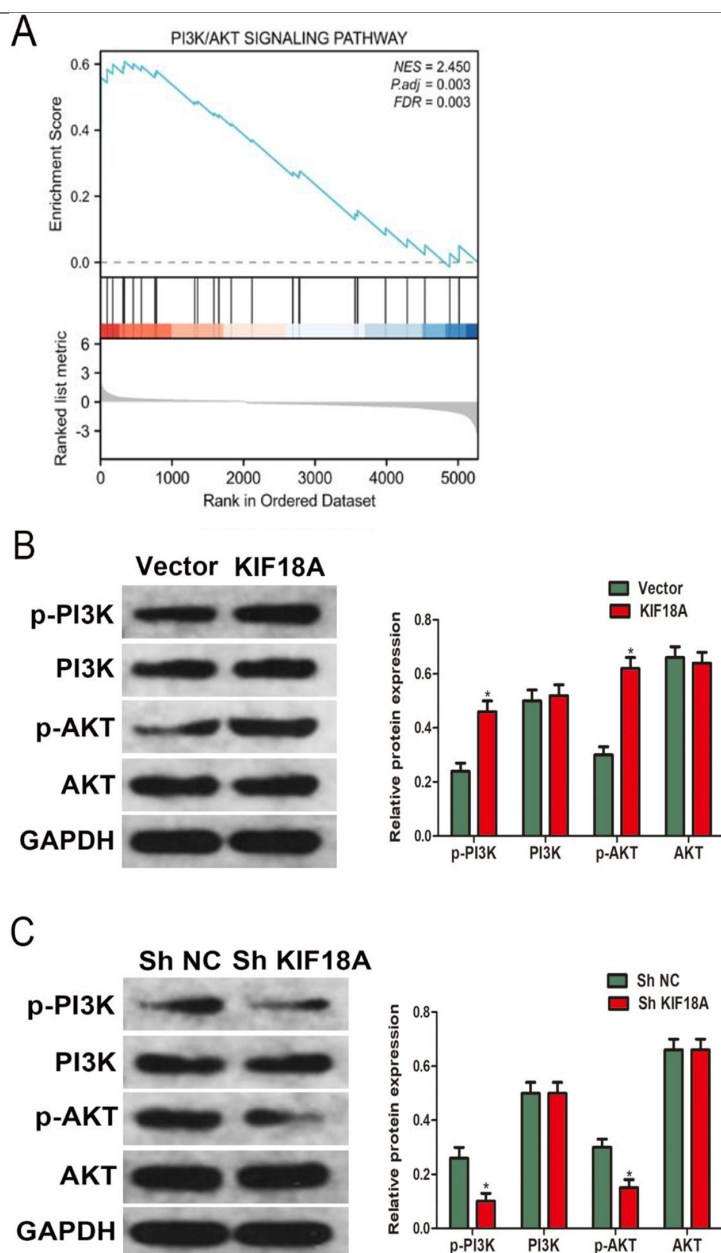 A
PI3K/AKT SIGNALING PATHWAY
NES = 2.450
P.adj = 0.003
FDR = 0.003
Enrichment Score
0.6
0.4
0.2
0.0
Ranked list metric
6
3
0
-3
0 1000 2000 3000 4000 5000
Rank in Ordered Dataset
B
Vector KIF18A
p-PI3K
PI3K
p-AKT
AKT
GAPDH
Vector
KIF18A
Relative protein expression
0.8
0.6
0.4
0.2
0.0
* *
p-PI3K PI3K p-AKT AKT
C
Sh NC Sh KIF18A
p-PI3K
PI3K
p-AKT
AKT
GAPDH
Sh NC
Sh KIF18A
Relative protein expression
0.8
0.6
0.4
0.2
0.0
* *
p-PI3K PI3K p-AKT AKT